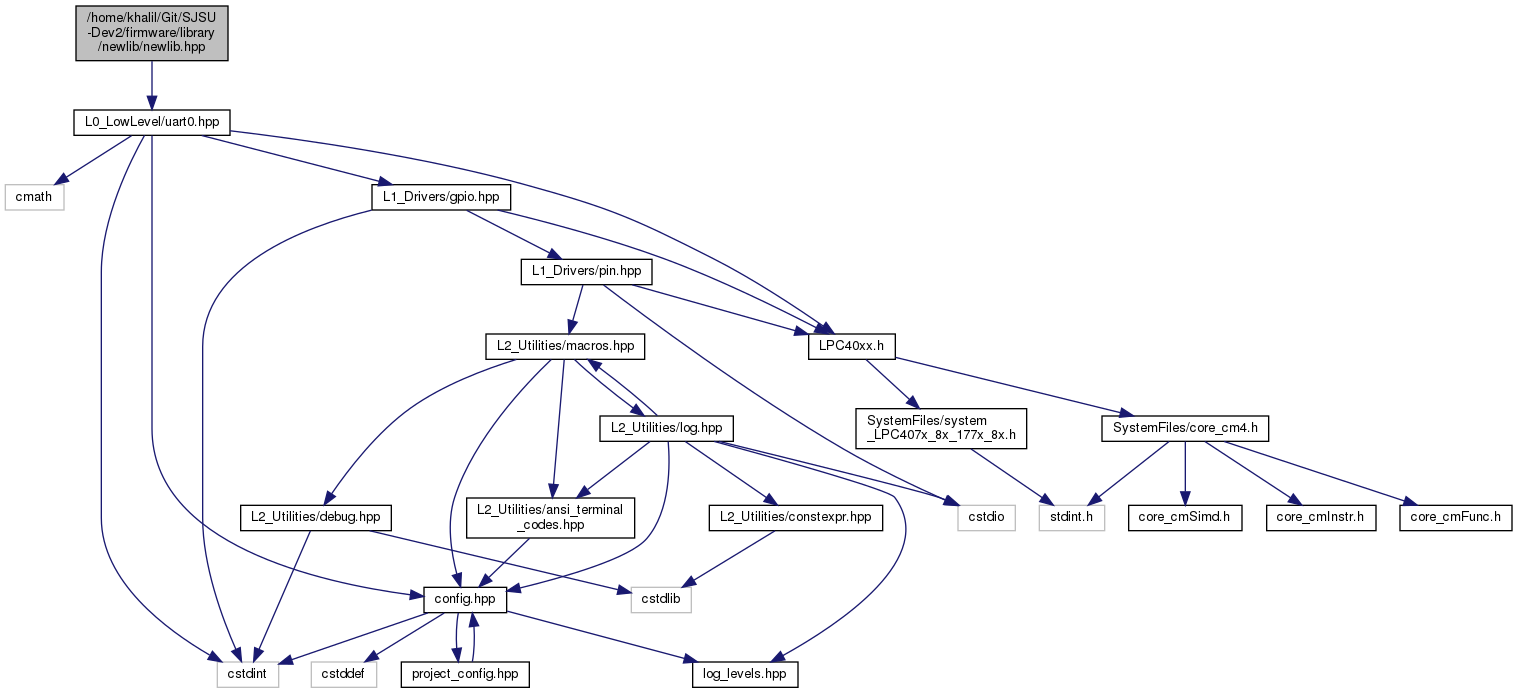 /home/khalil/Git/SJSU
-Dev2/firmware/library
/newlib/newlib.hpp
L0_LowLevel/uart0.hpp
cmath
L1_Drivers/gpio.hpp
L1_Drivers/pin.hpp
L2_Utilities/macros.hpp
LPC40xx.h
L2_Utilities/log.hpp
SystemFiles/system
_LPC407x_8x_177x_8x.h
SystemFiles/core_cm4.h
L2_Utilities/debug.hpp
L2_Utilities/ansi_terminal
_codes.hpp
L2_Utilities/constexpr.hpp
cstdio
stdint.h
core_cmSimd.h
core_cmInstr.h
core_cmFunc.h
config.hpp
cstdlib
cstdint
cstddef
project_config.hpp
log_levels.hpp